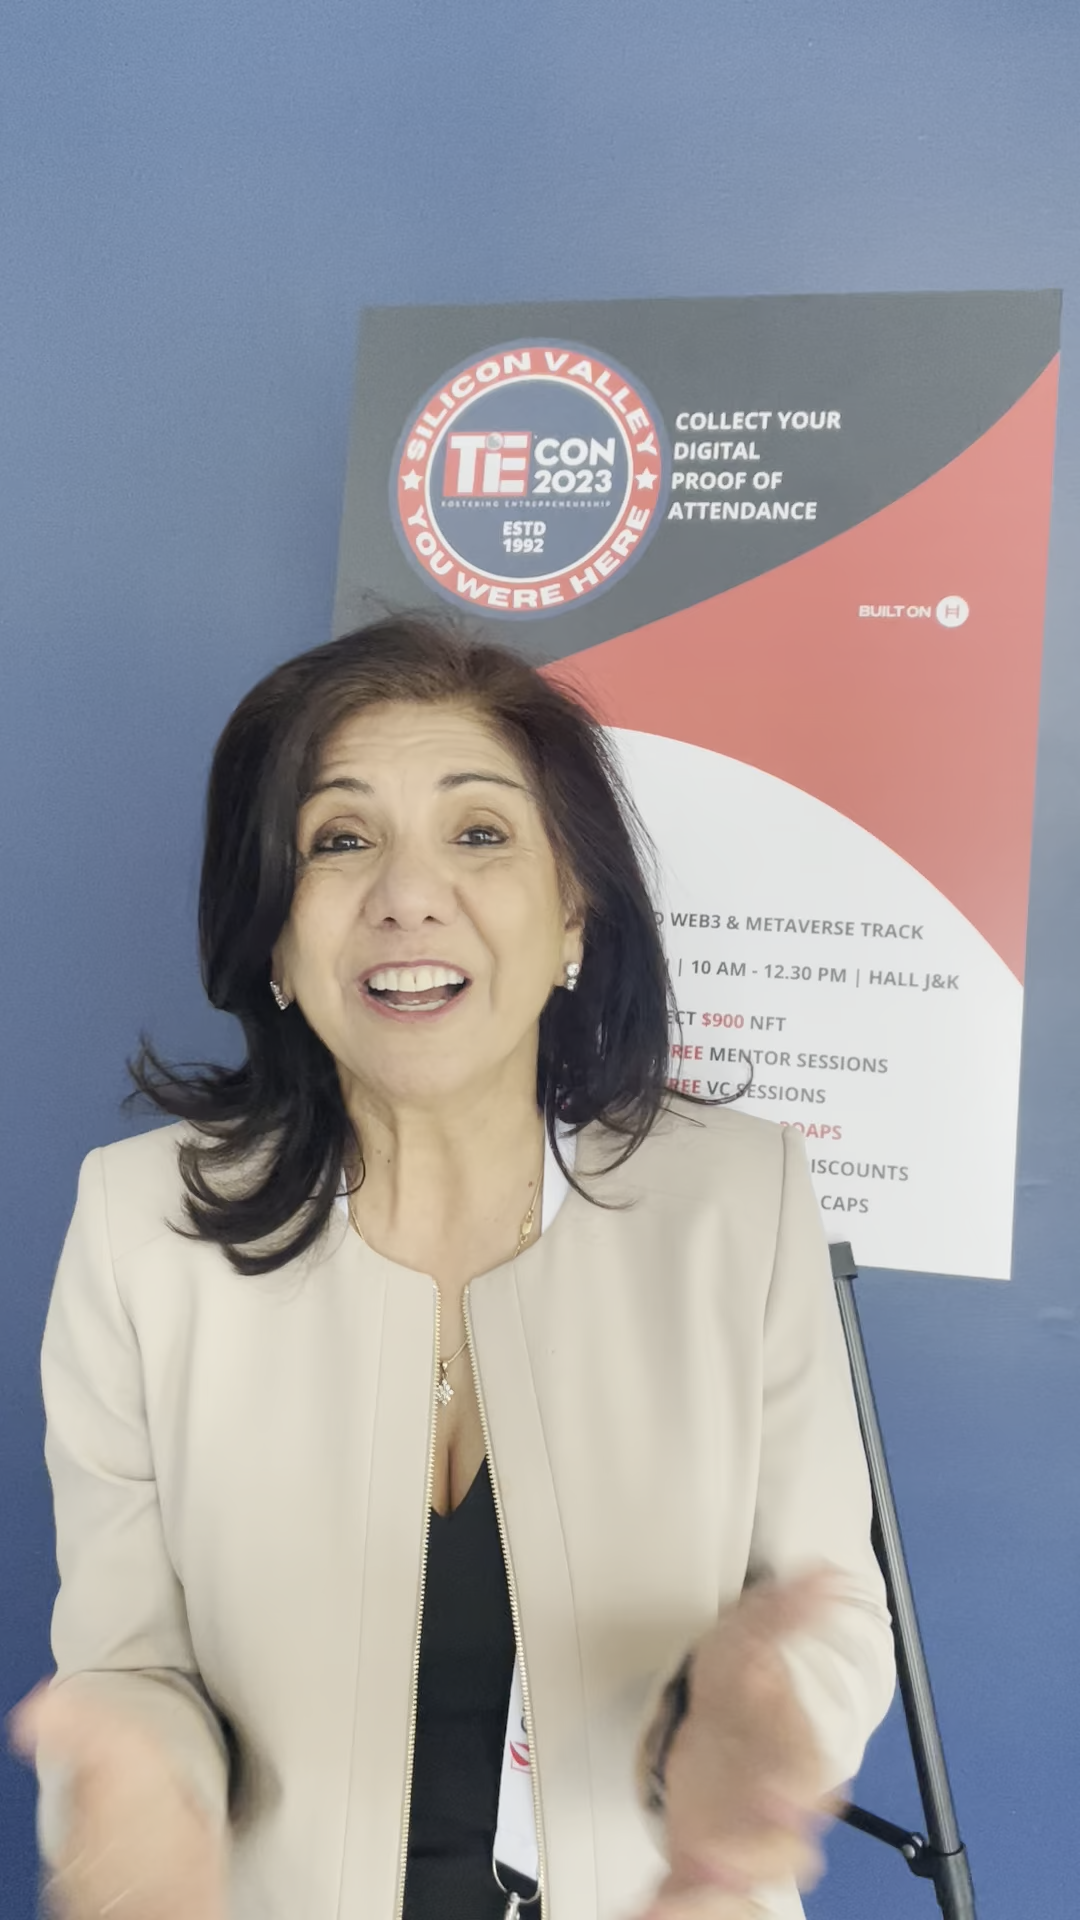 SILICON VALLEY
TiE CON
2023
FOSTERING ENTREPRENEURSHIP
ESTD
1992
YOU WERE HERE
COLLECT YOUR
DIGITAL
PROOF OF
ATTENDANCE
BUILT ON H
WEB3 & METAVERSE TRACK
| 10 AM - 12.30 PM | HALL J&K
$900 NFT
MENTOR SESSIONS
VC SESSIONS
POAPS
CAPS